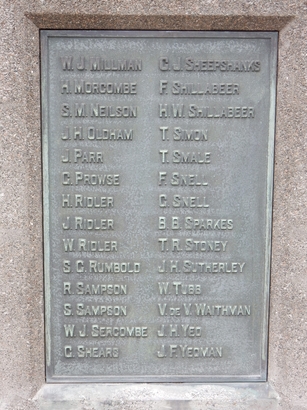 W. J. MILLMAN
H. MORCOMBE
S. M. NEILSON
J. H. OLDHAM
J. PARR
G. PROWSE
H. RIDLER
J. RIDLER
W. RIDLER
S. G. RUMBOLD
R. SAMPSON
S. SAMPSON
W. J. SERCOMBE
C. SHEARS
G. J. SHEEPSHANKS
F. SHILLABEER
H. W. SHILLABEER
T. SIMON
T. SMALE
F. SNELL
G. SNELL
B. B. SPARKES
T. R. STONEY
J. H. SUTHERLEY
W. TUBB
V. DE V. WAITHMAN
J. H. YEO
J. F. YEOMAN